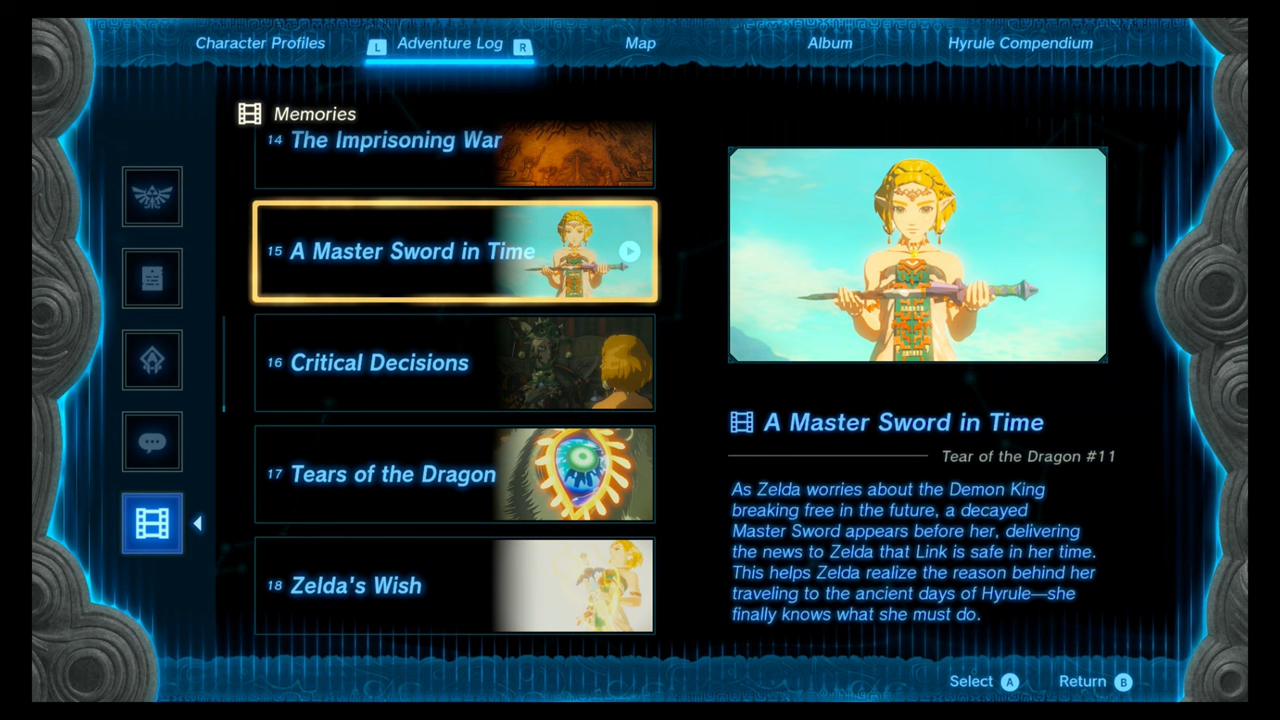 Character Profiles
L Adventure Log R
Map
Album
Hyrule Compendium
Memories
14 The Imprisoning War
15 A Master Sword in Time
16 Critical Decisions
17 Tears of the Dragon
18 Zelda's Wish
A Master Sword in Time
Tear of the Dragon #11
As Zelda worries about the Demon King
breaking free in the future, a decayed
Master Sword appears before her, delivering
the news to Zelda that Link is safe in her time.
This helps Zelda realize the reason behind her
traveling to the ancient days of Hyrule—she
finally knows what she must do.
Select A
Return B